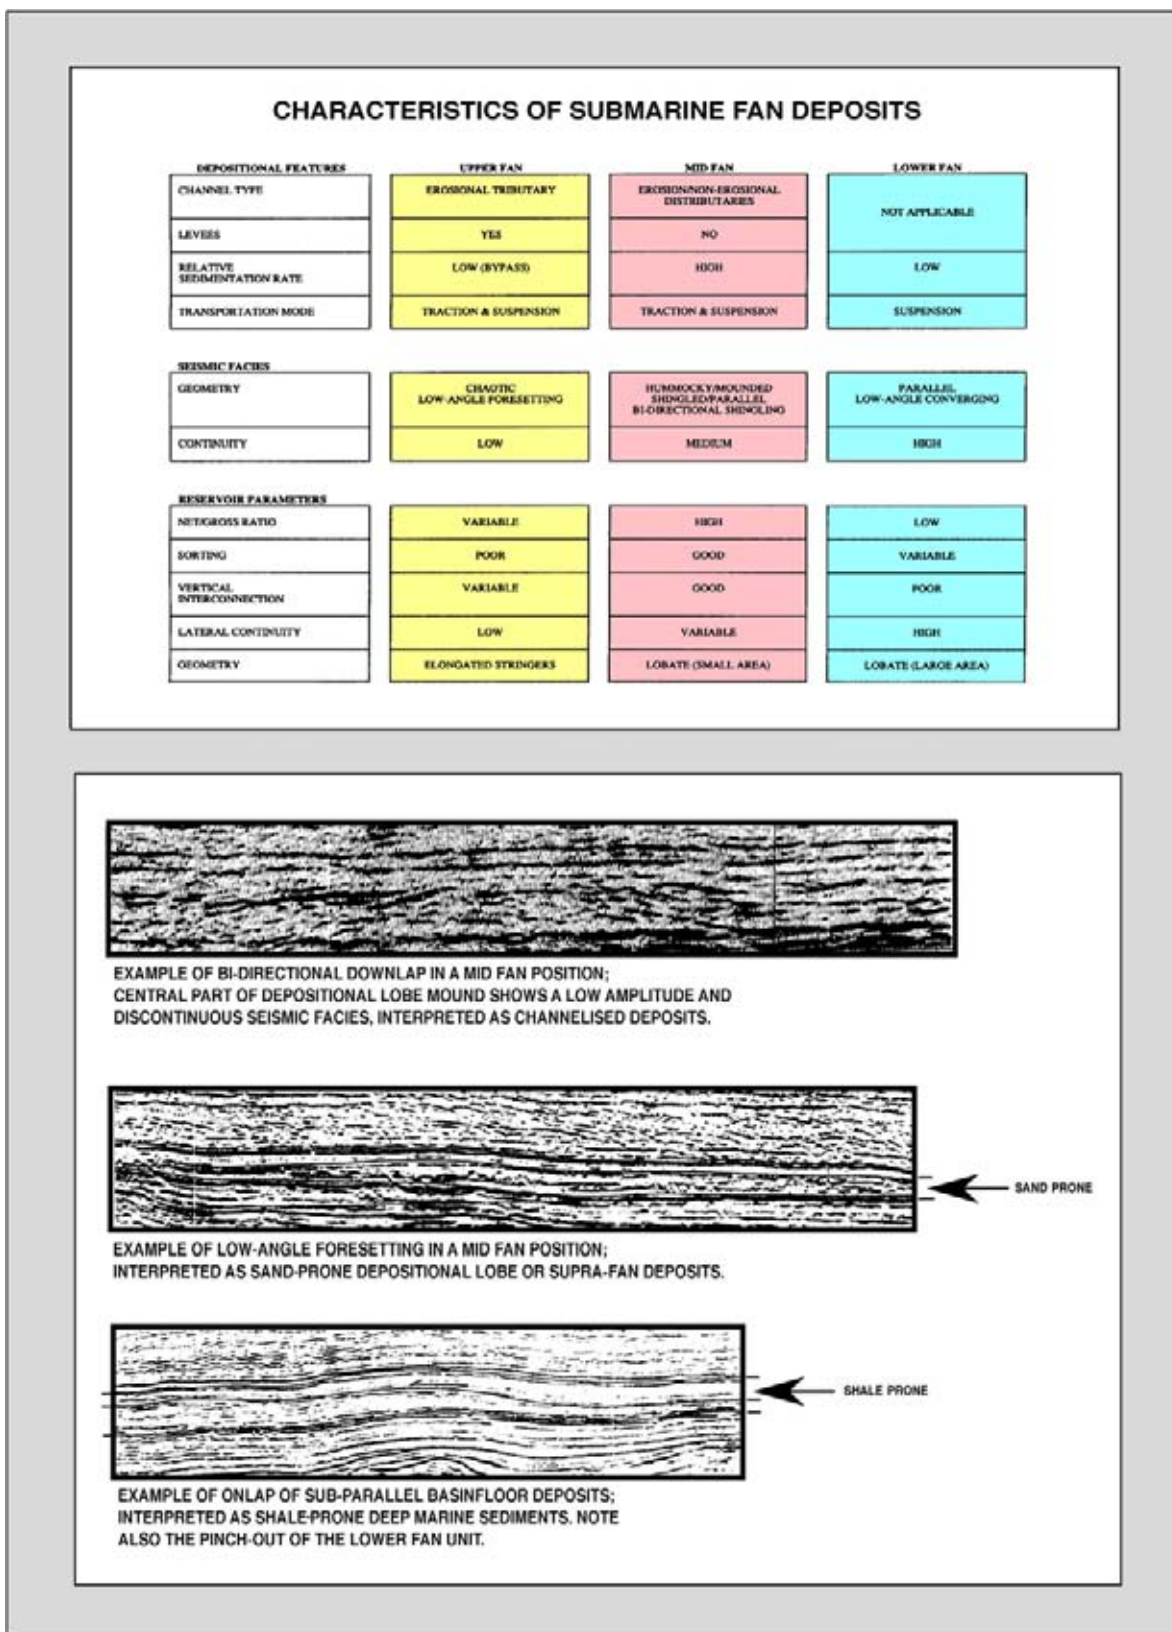 CHARACTERISTICS OF SUBMARINE FAN DEPOSITS
DEPOSITIONAL FEATURES UPPER FAN MID FAN LOWER FAN
CHANNEL TYPE EROSIONAL TRIBUTARY EROSION/NON-EROSIONAL
DISTRIBUTARIES
NOT APPLICABLE
LEVEES YES NO
RELATIVE LOW (BYPASS) HIGH LOW
SEDIMENTATION RATE
TRANSPORTATION MODE TRACTION & SUSPENSION TRACTION & SUSPENSION SUSPENSION
SEISMIC FACIES
GEOMETRY CHAOTIC HUMMOCKY/MOUNDED PARALLEL
LOW-ANGLE FORESETTING SHINGLED/PARALLEL LOW-ANGLE CONVERGING
BI-DIRECTIONAL SHINGLING
CONTINUITY LOW MEDIUM HIGH
RESERVOIR PARAMETERS
NET/GROSS RATIO VARIABLE HIGH LOW
SORTING POOR GOOD VARIABLE
VERTICAL VARIABLE GOOD POOR
INTERCONNECTION
LATERAL CONTINUITY LOW VARIABLE HIGH
GEOMETRY ELONGATED STRINGERS LOBATE (SMALL AREA) LOBATE (LARGE AREA)
EXAMPLE OF BI-DIRECTIONAL DOWNLAP IN A MID FAN POSITION;
CENTRAL PART OF DEPOSITIONAL LOBE MOUND SHOWS A LOW AMPLITUDE AND
DISCONTINUOUS SEISMIC FACIES, INTERPRETED AS CHANNELISED DEPOSITS.
SAND PRONE
EXAMPLE OF LOW-ANGLE FORESETTING IN A MID FAN POSITION;
INTERPRETED AS SAND-PRONE DEPOSITIONAL LOBE OR SUPRA-FAN DEPOSITS.
SHALE PRONE
EXAMPLE OF ONLAP OF SUB-PARALLEL BASINFLOOR DEPOSITS;
INTERPRETED AS SHALE-PRONE DEEP MARINE SEDIMENTS. NOTE
ALSO THE PINCH-OUT OF THE LOWER FAN UNIT.